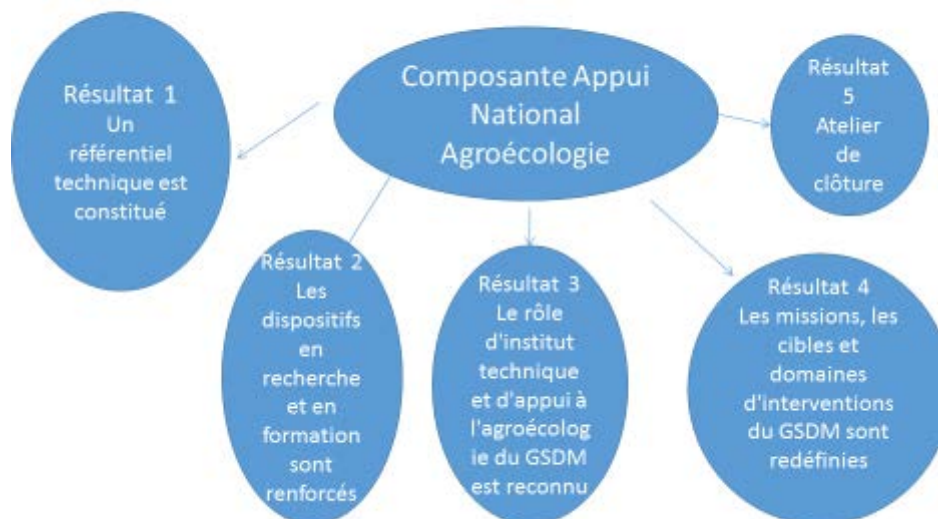 Composante Appui
National
Agroécologie
Résultat 1
Un
référentiel
technique est
constitué
Résultat 2
Les
dispositifs
en
recherche
et en
formation
sont
renforcés
Résultat 3
Le rôle
d'institut
technique
et d'appui à
l'agroécolog
ie du GSDM
est reconnu
Résultat 4
Les missions, les
cibles et
domaines
d'interventions
du GSDM sont
redéfinies
Résultat
5
Atelier
de
clôture